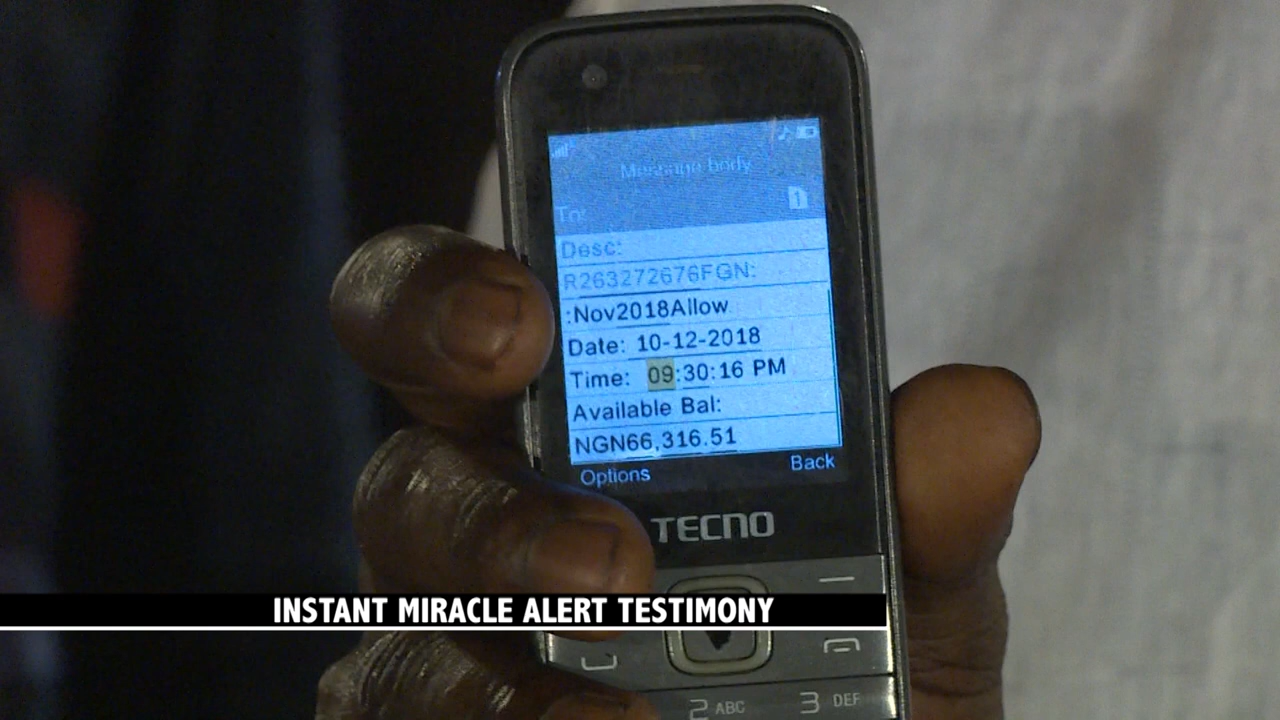 Message body
1
To:
Desc:
R263272676FGN:
:Nov2018Allow
Date: 10-12-2018
Time: 09:30:16 PM
Available Bal:
NGN66,316.51
Options Back
TECNO
INSTANT MIRACLE ALERT TESTIMONY
2 ABC 3 DEF